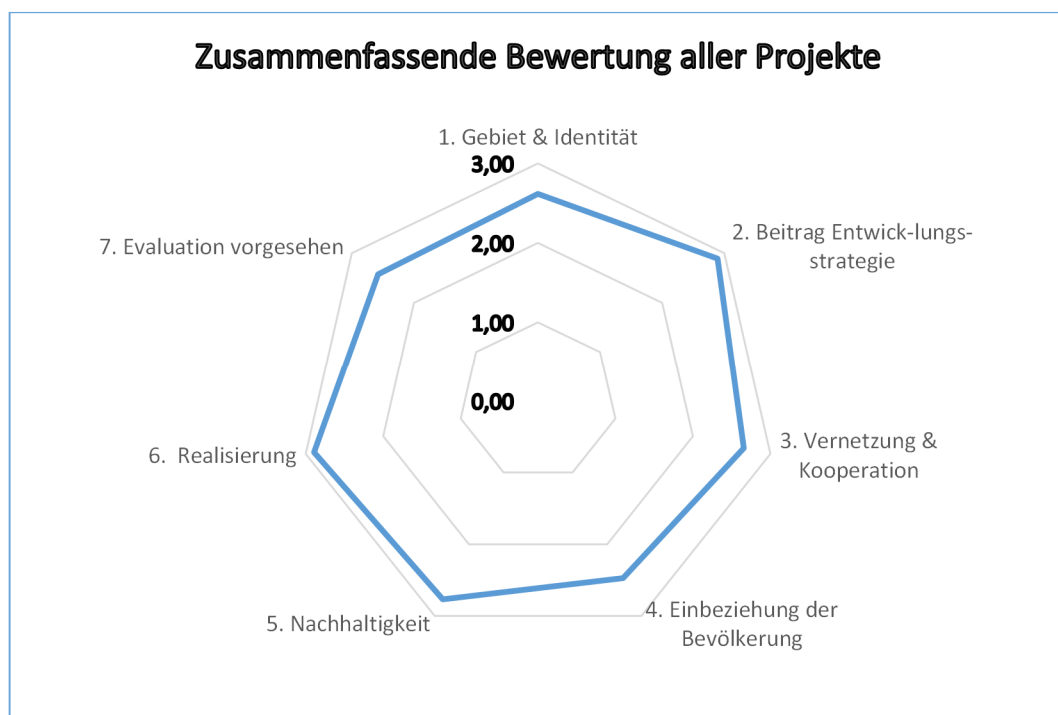 Zusammenfassende Bewertung aller Projekte
1. Gebiet & Identität
3,00
2. Beitrag Entwick-lungs-
strategie
7. Evaluation vorgesehen
2,00
1,00
0,00
3. Vernetzung &
Kooperation
6.  Realisierung
4. Einbeziehung der
Bevölkerung
5. Nachhaltigkeit